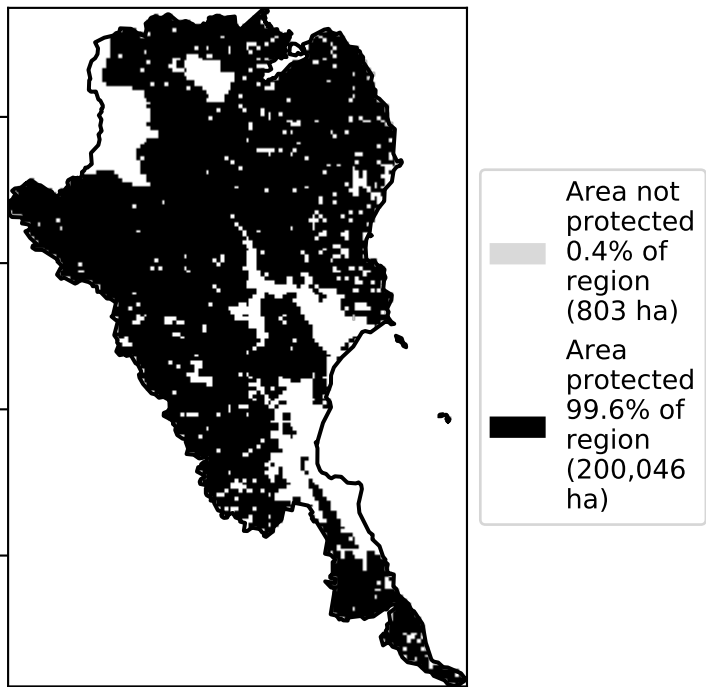 Area not
protected
0.4% of
region
(803 ha)
Area
protected
99.6% of
region
(200,046
ha)